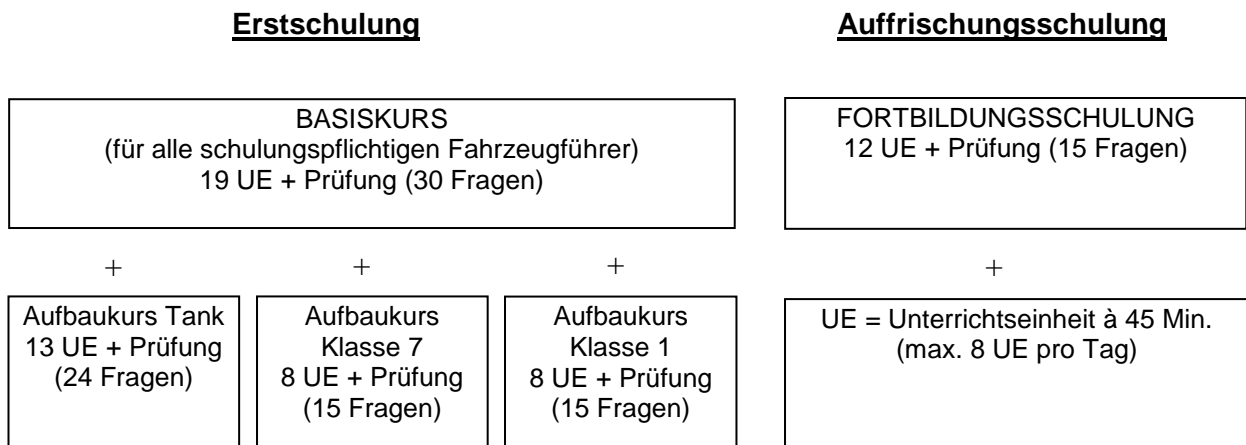 Erstschulung
Auffrischungsschulung
BASISKURS
(für alle schulungspflichtigen Fahrzeugführer)
19 UE + Prüfung (30 Fragen)
FORTBILDUNGSSCHULUNG
12 UE + Prüfung (15 Fragen)
+
+
+
+
Aufbaukurs Tank
13 UE + Prüfung
(24 Fragen)
Aufbaukurs
Klasse 7
8 UE + Prüfung
(15 Fragen)
Aufbaukurs
Klasse 1
8 UE + Prüfung
(15 Fragen)
UE = Unterrichtseinheit à 45 Min.
(max. 8 UE pro Tag)